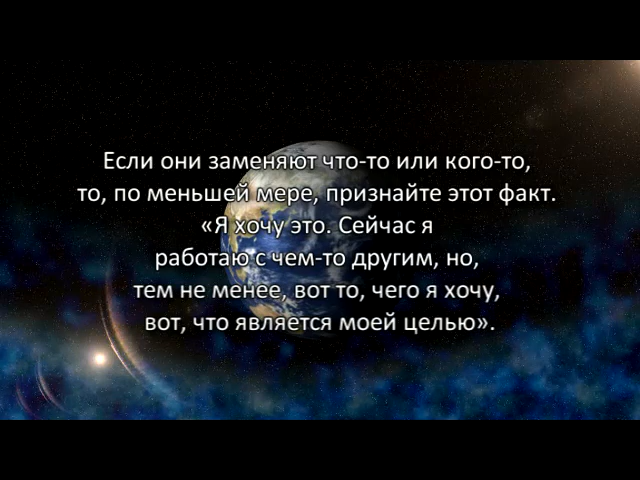 Если они заменяют что-то или кого-то,
то, по меньшей мере, признайте этот факт.
«Я хочу это. Сейчас я
работаю с чем-то другим, но,
тем не менее, вот то, чего я хочу,
вот, что является моей целью».